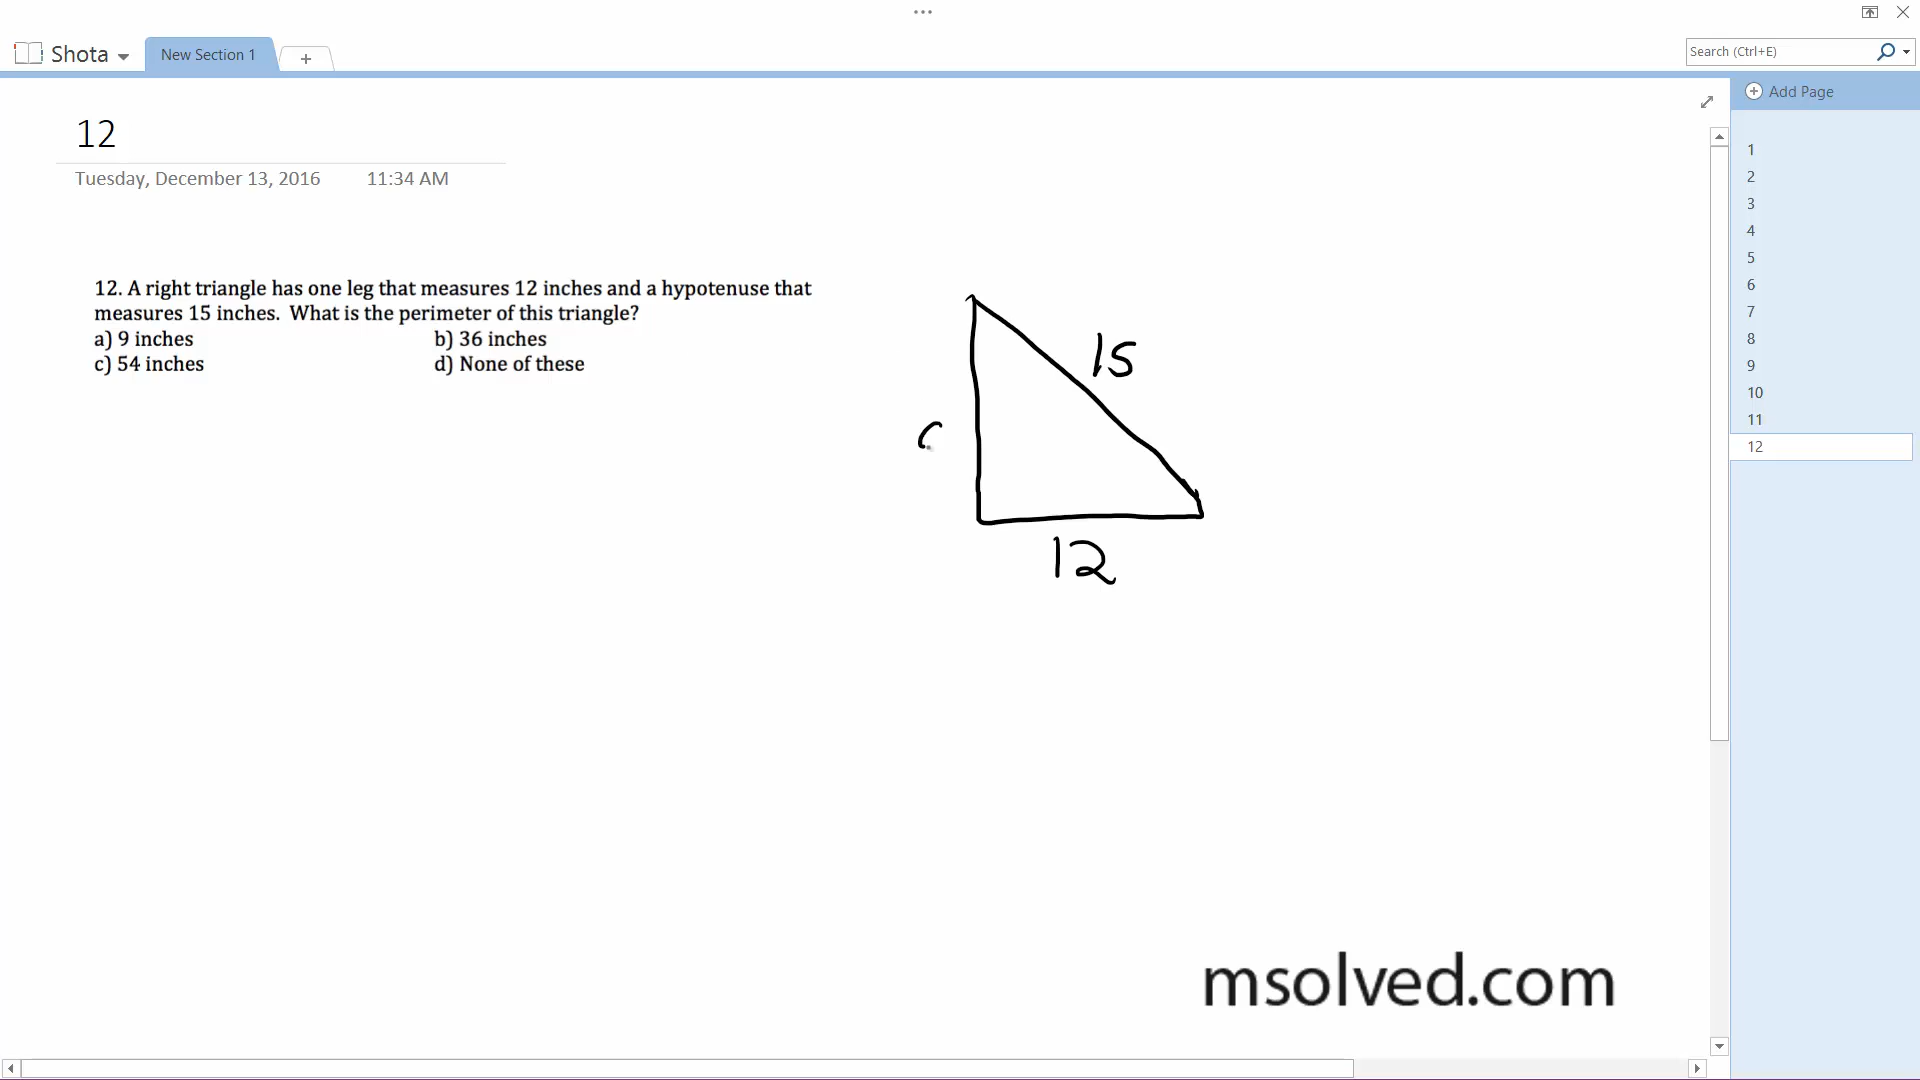 ...
Shota
New Section 1
+
Search (Ctrl+E)
Add Page
12
Tuesday, December 13, 2016 11:34 AM
12. A right triangle has one leg that measures 12 inches and a hypotenuse that
measures 15 inches. What is the perimeter of this triangle?
a) 9 inches b) 36 inches
c) 54 inches d) None of these
15
12
1
2
3
4
5
6
7
8
9
10
11
12
msolved.com